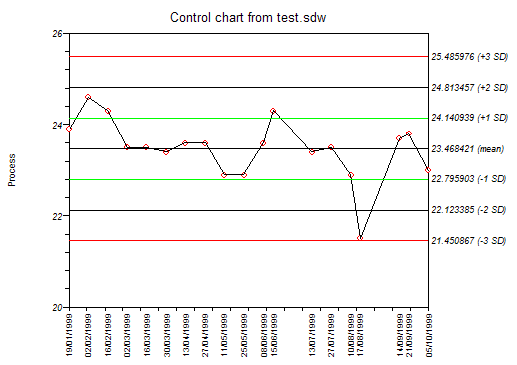 Control chart from test.sdw
26
24
22
20
Process
25.485976 (+3 SD)
24.813457 (+2 SD)
24.140939 (+1 SD)
23.468421 (mean)
22.795903 (-1 SD)
22.123385 (-2 SD)
21.450867 (-3 SD)
19/01/1999
02/02/1999
16/02/1999
02/03/1999
16/03/1999
30/03/1999
13/04/1999
27/04/1999
11/05/1999
25/05/1999
08/06/1999
15/06/1999
13/07/1999
27/07/1999
10/08/1999
17/08/1999
14/09/1999
21/09/1999
05/10/1999